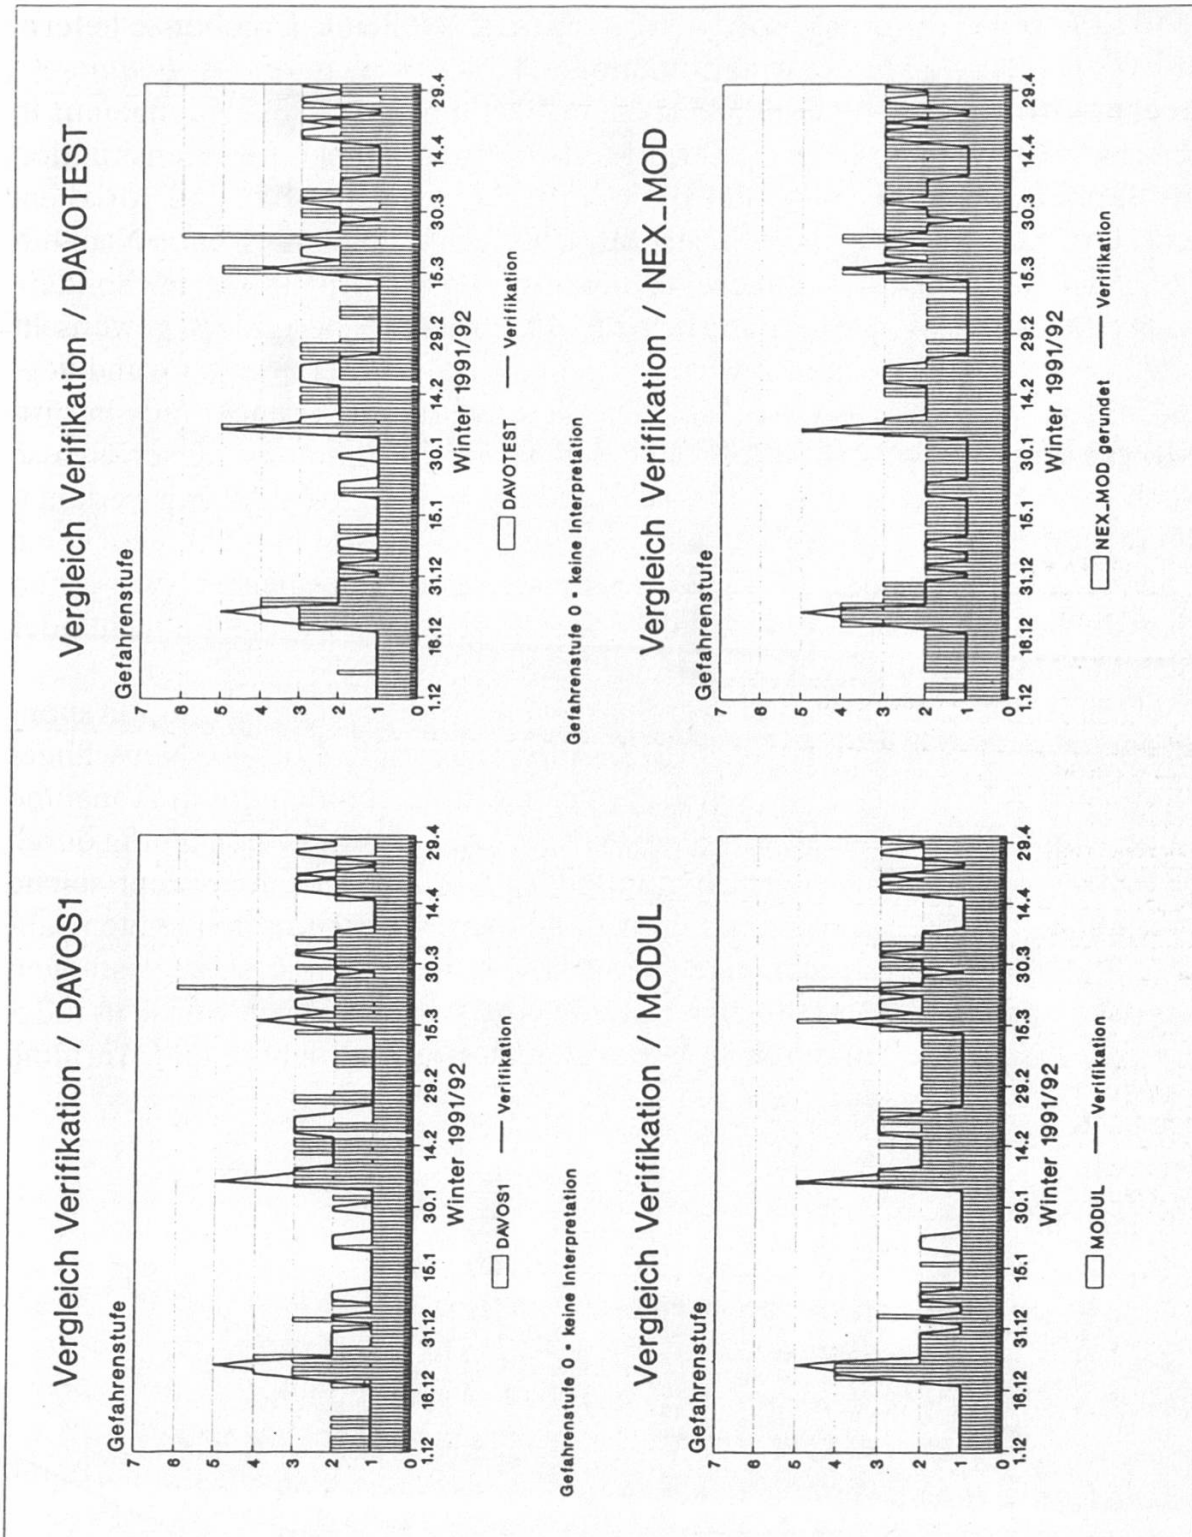 Vergleich Verifikation / DAVOS1
Gefahrenstufe
7
6
5
4
3
2
1
0
1.12 16.12 31.12 15.1 30.1 14.2 29.2 15.3 30.3 14.4 29.4
Winter 1991/92
DAVOS1 Verifikation
Gefahrenstufe 0 • keine Interpretation
Vergleich Verifikation / DAVOTEST
Gefahrenstufe
7
6
5
4
3
2
1
0
1.12 16.12 31.12 15.1 30.1 14.2 29.2 15.3 30.3 14.4 29.4
Winter 1991/92
DAVOTEST Verifikation
Gefahrenstufe 0 • keine Interpretation
Vergleich Verifikation / MODUL
Gefahrenstufe
7
6
5
4
3
2
1
0
1.12 16.12 31.12 15.1 30.1 14.2 29.2 15.3 30.3 14.4 29.4
Winter 1991/92
MODUL Verifikation
Vergleich Verifikation / NEX_MOD
Gefahrenstufe
7
6
5
4
3
2
1
0
1.12 16.12 31.12 15.1 30.1 14.2 29.2 15.3 30.3 14.4 29.4
Winter 1991/92
NEX_MOD gerundet Verifikation